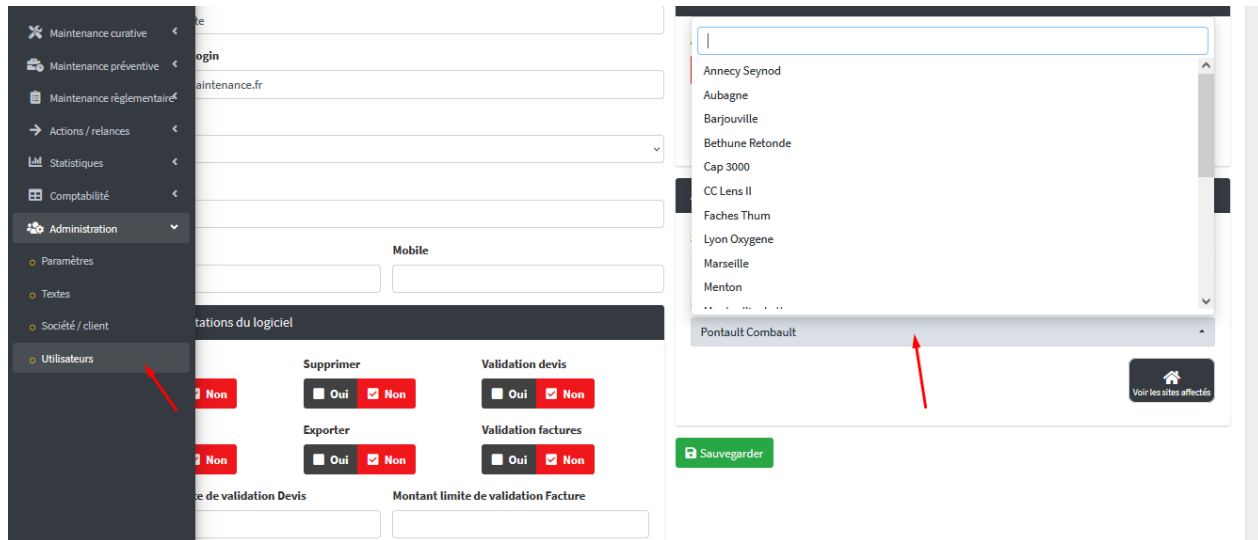 Maintenance curative
Maintenance préventive
Maintenance règlementaire
Actions / relances
Statistiques
Comptabilité
Administration
Paramètres
Textes
Société / client
Utilisateurs
te
ogin
aintenance.fr
Mobile
tations du logiciel
Supprimer
Validation devis
Non
Oui Non
Oui Non
Exporter
Validation factures
Non
Oui Non
Oui Non
te de validation Devis
Montant limite de validation Facture
Annecy Seynod
Aubagne
Barjouville
Bethune Retonde
Cap 3000
CC Lens II
Faches Thum
Lyon Oxygene
Marseille
Menton
Pontault Combault
Voir les sites affectés
Sauvegarder